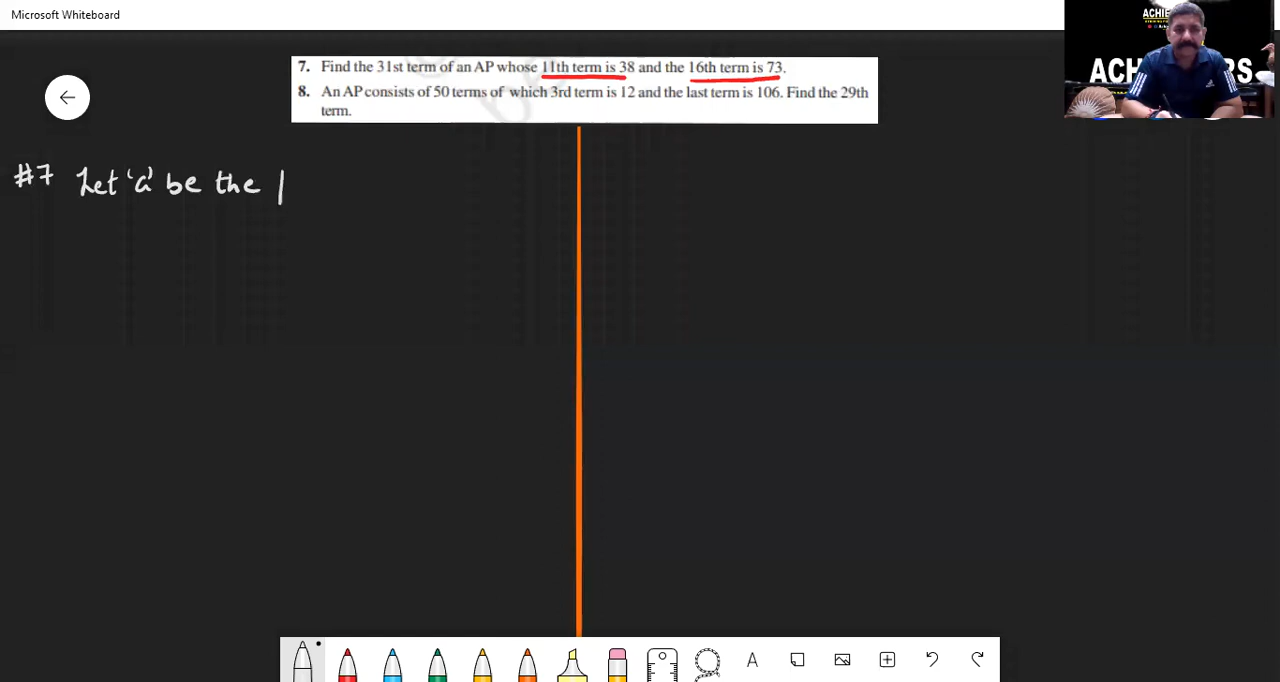 Microsoft Whiteboard
7. Find the 31st term of an AP whose 11th term is 38 and the 16th term is 73.
8. An AP consists of 50 terms of which 3rd term is 12 and the last term is 106. Find the 29th
term.
#7 Let 'a' be the